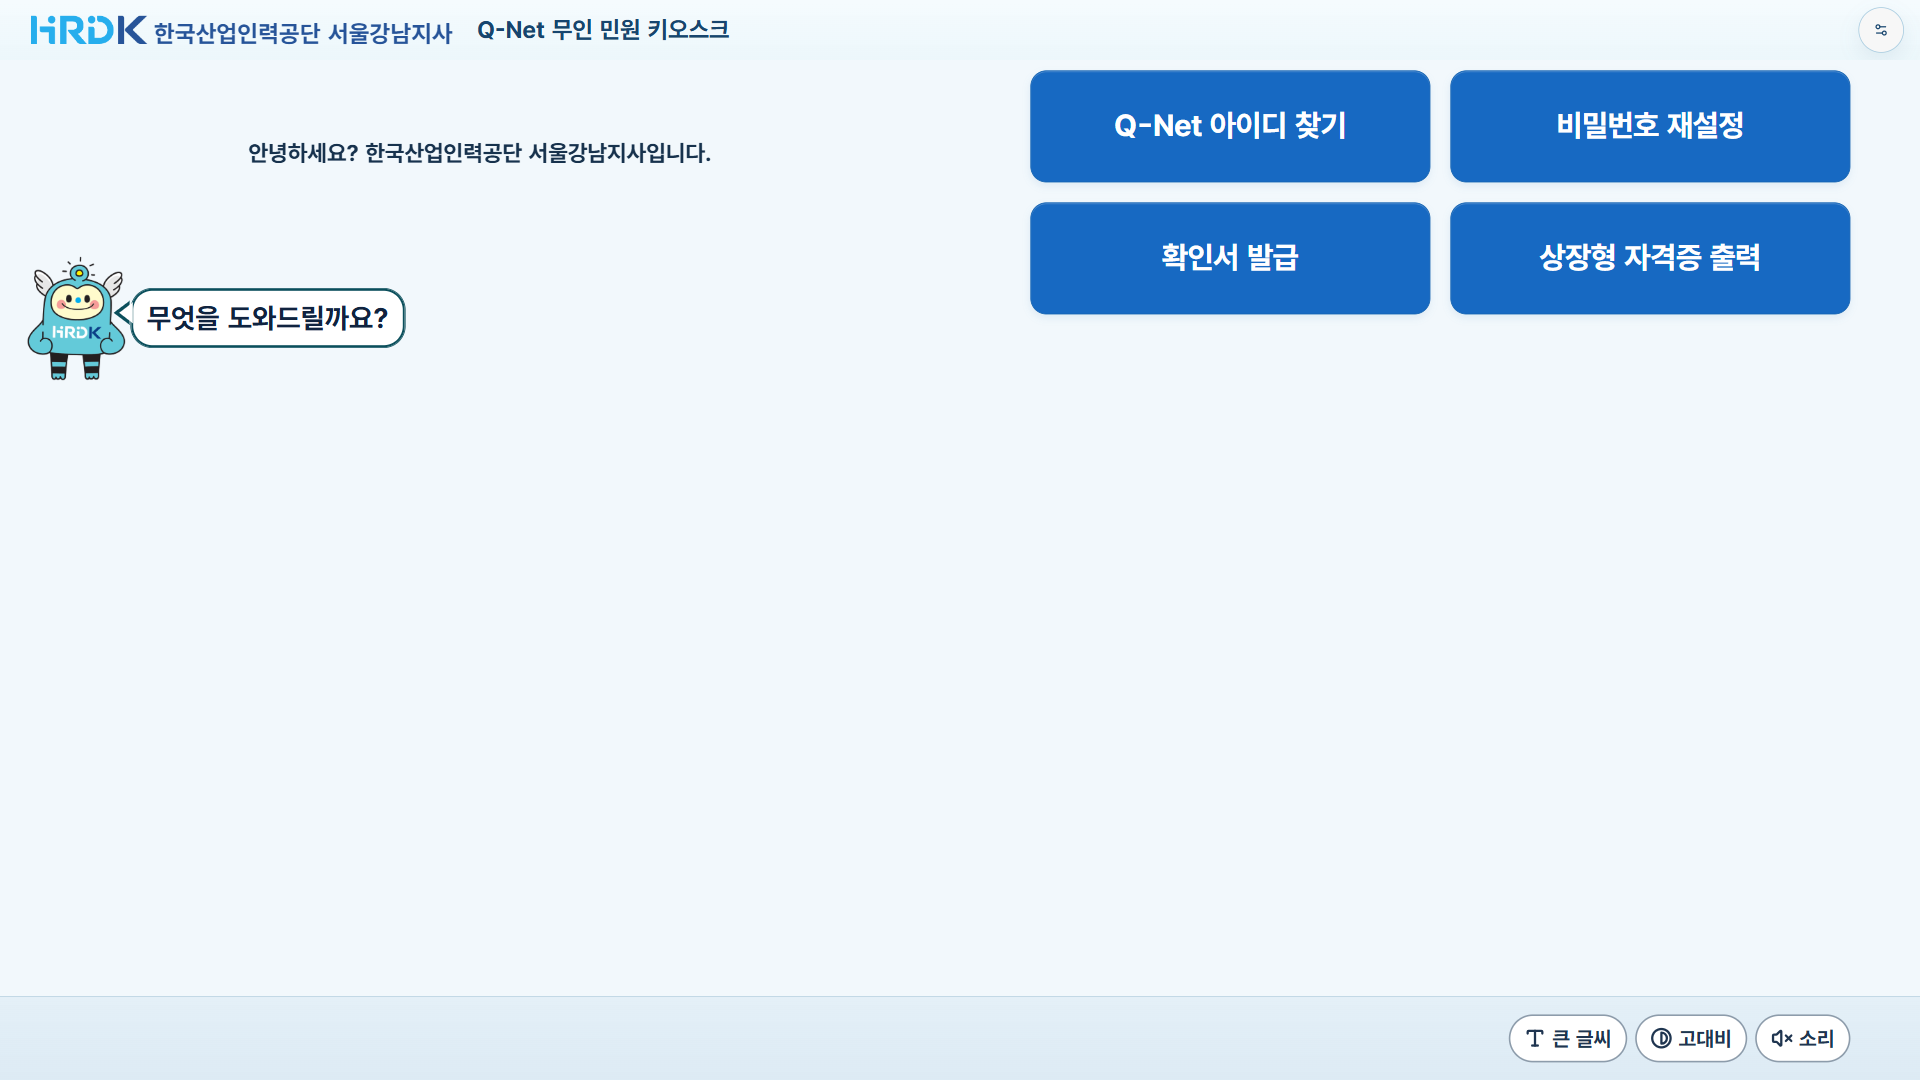 HRDK 한국산업인력공단 서울강남지사 Q-Net 무인 민원 키오스크
안녕하세요? 한국산업인력공단 서울강남지사입니다.
HRDK
무엇을 도와드릴까요?
Q-Net 아이디 찾기
비밀번호 재설정
확인서 발급
상장형 자격증 출력
큰 글씨
고대비
소리